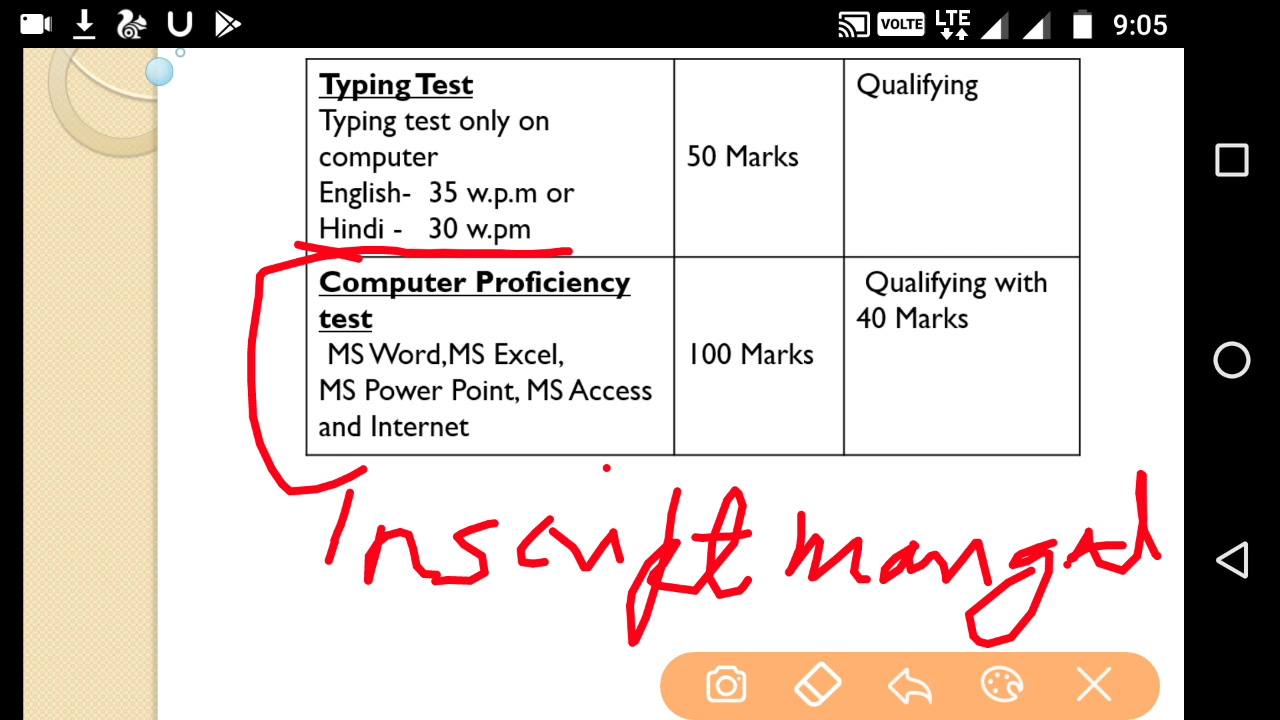 VOLTE LTE 9:05
Typing Test
Typing test only on
computer
English- 35 w.p.m or
Hindi - 30 w.pm
50 Marks
Qualifying
Computer Proficiency
test
MS Word,MS Excel,
MS Power Point, MS Access
and Internet
100 Marks
Qualifying with
40 Marks
Inscript mangal